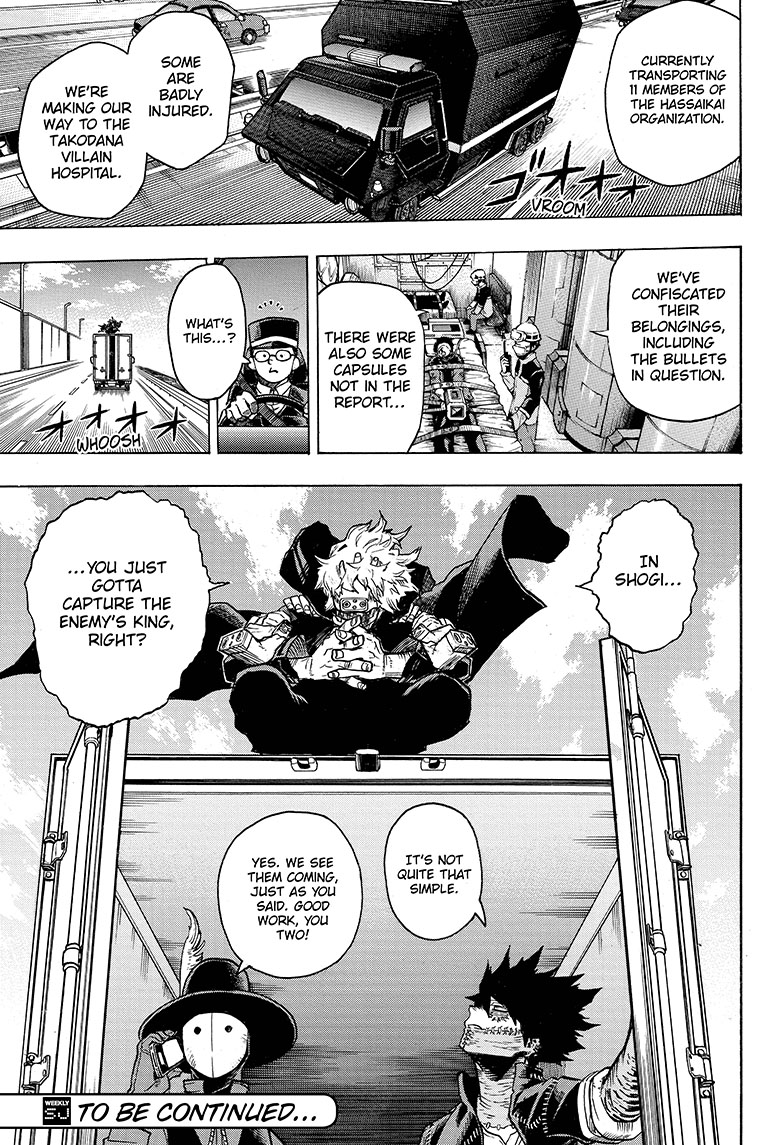 CURRENTLY
TRANSPORTING
11 MEMBERS OF
THE HASSAIKAI
ORGANIZATION.
ゴオオオオ
VROOM
SOME
ARE
BADLY
INJURED.
WE'RE
MAKING OUR
WAY TO THE
TAKODANA
VILLAIN
HOSPITAL.
WE'VE
CONFISCATED
THEIR
BELONGINGS,
INCLUDING
THE BULLETS
IN QUESTION.
THERE WERE
ALSO SOME
CAPSULES
NOT IN THE
REPORT...
WHAT'S
THIS...?
オオオオ
WHOOSH
IN
SHOGI...
...YOU JUST
GOTTA
CAPTURE THE
ENEMY'S KING,
RIGHT?
IT'S NOT
QUITE THAT
SIMPLE.
YES. WE SEE
THEM COMING,
JUST AS YOU
SAID. GOOD
WORK, YOU
TWO!
WEEKLY
SJ
TO BE CONTINUED...